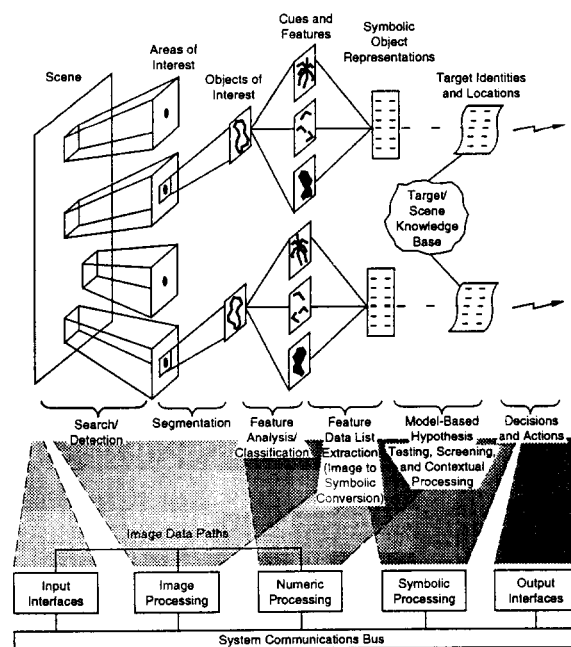 Scene
Areas of
Interest
Objects of
Interest
Cues and
Features
Symbolic
Object
Representations
Target Identities
and Locations
Target/
Scene
Knowledge
Base
Search/
Detection
Segmentation
Feature
Analysis/
Classification
Feature
Data List
Extraction
(Image to
Symbolic
Conversion)
Model-Based
Hypothesis
Testing, Screening,
and Contextual
Processing
Decisions
and Actions
Image Data Paths
Input
Interfaces
Image
Processing
Numeric
Processing
Symbolic
Processing
Output
Interfaces
System Communications Bus